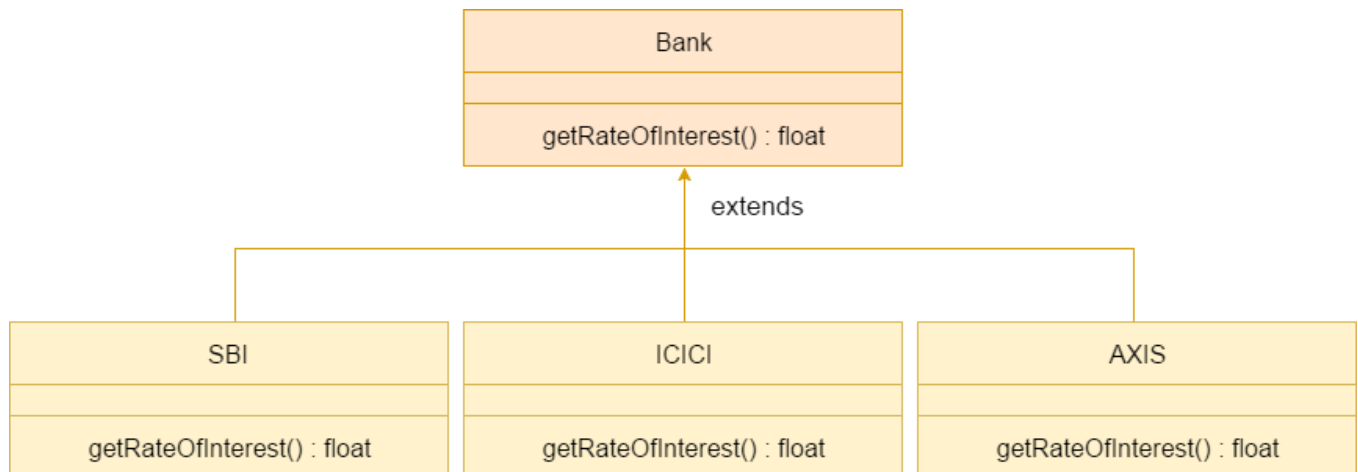 Bank
getRateOfInterest() : float
extends
SBI
ICICI
AXIS
getRateOfInterest() : float
getRateOfInterest() : float
getRateOfInterest() : float